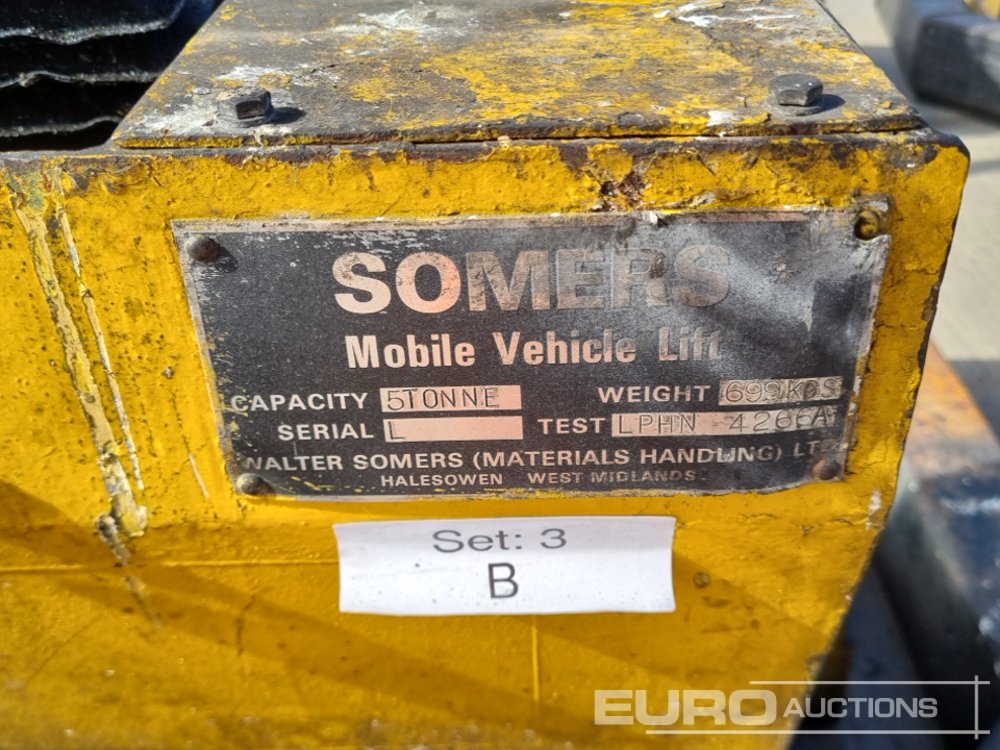 SOMERS
Mobile Vehicle Lift
CAPACITY 5TONNE WEIGHT 699KGS
SERIAL L TEST LPHN 4266A
WALTER SOMERS (MATERIALS HANDLING) LTD
HALESOWEN WEST MIDLANDS
Set: 3
B
EURO AUCTIONS